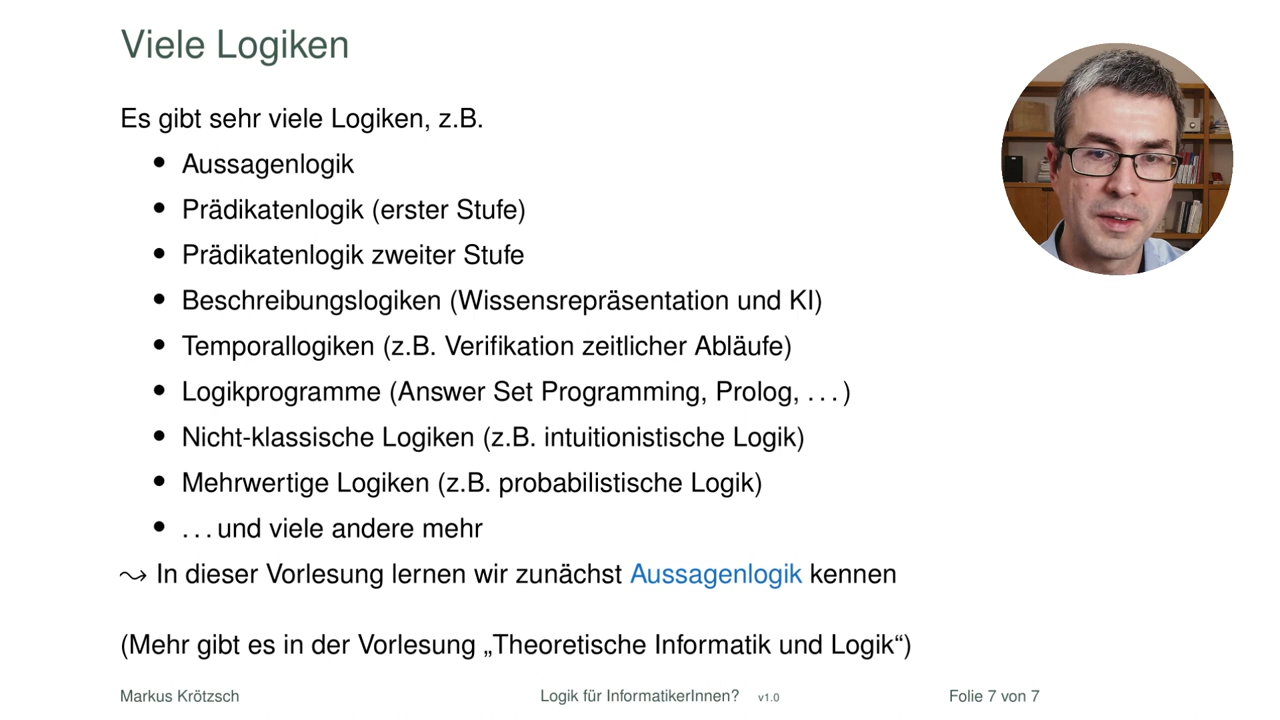 Viele Logiken
Es gibt sehr viele Logiken, z.B.
• Aussagenlogik
• Prädikatenlogik (erster Stufe)
• Prädikatenlogik zweiter Stufe
• Beschreibungslogiken (Wissensrepräsentation und KI)
• Temporallogiken (z.B. Verifikation zeitlicher Abläufe)
• Logikprogramme (Answer Set Programming, Prolog, . . . )
• Nicht-klassische Logiken (z.B. intuitionistische Logik)
• Mehrwertige Logiken (z.B. probabilistische Logik)
• . . . und viele andere mehr
⤳ In dieser Vorlesung lernen wir zunächst Aussagenlogik kennen
(Mehr gibt es in der Vorlesung „Theoretische Informatik und Logik“)
Markus Krötzsch Logik für InformatikerInnen? v1.0 Folie 7 von 7